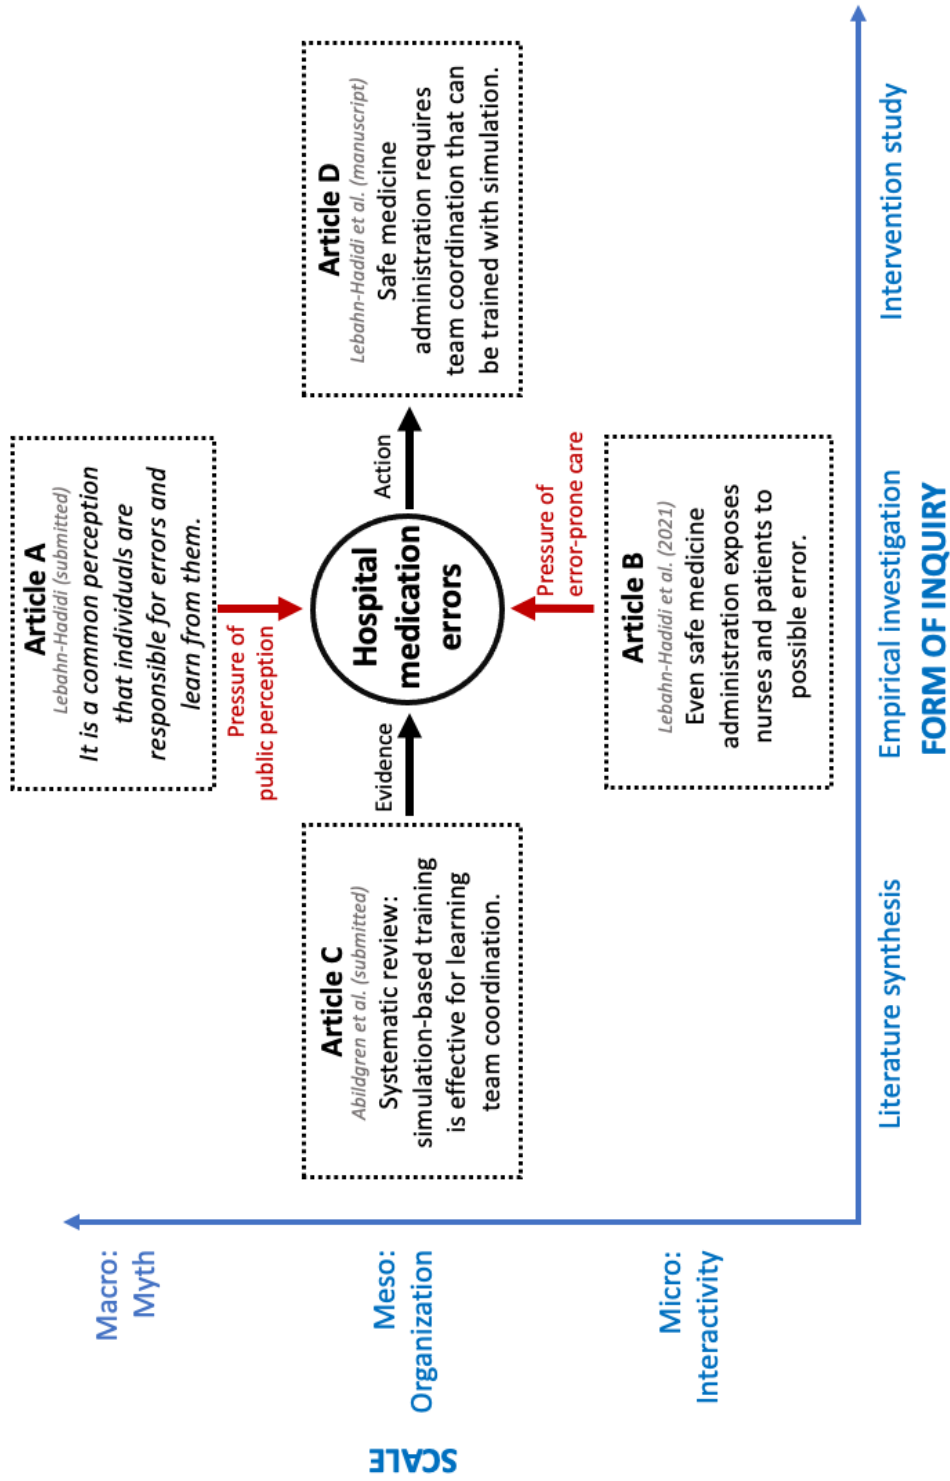 SCALE
Macro:
Myth
Meso:
Organization
Micro:
Interactivity
Article A
Lebahn-Hadidi (submitted)
It is a common perception
that individuals are
responsible for errors and
learn from them.
Pressure of
public perception
Article C
Abildgren et al. (submitted)
Systematic review:
simulation-based training
is effective for learning
team coordination.
Evidence
Hospital
medication
errors
Action
Article D
Lebahn-Hadidi et al. (manuscript)
Safe medicine
administration requires
team coordination that can
be trained with simulation.
Pressure of
error-prone care
Article B
Lebahn-Hadidi et al. (2021)
Even safe medicine
administration exposes
nurses and patients to
possible error.
Literature synthesis
Empirical investigation
Intervention study
FORM OF INQUIRY